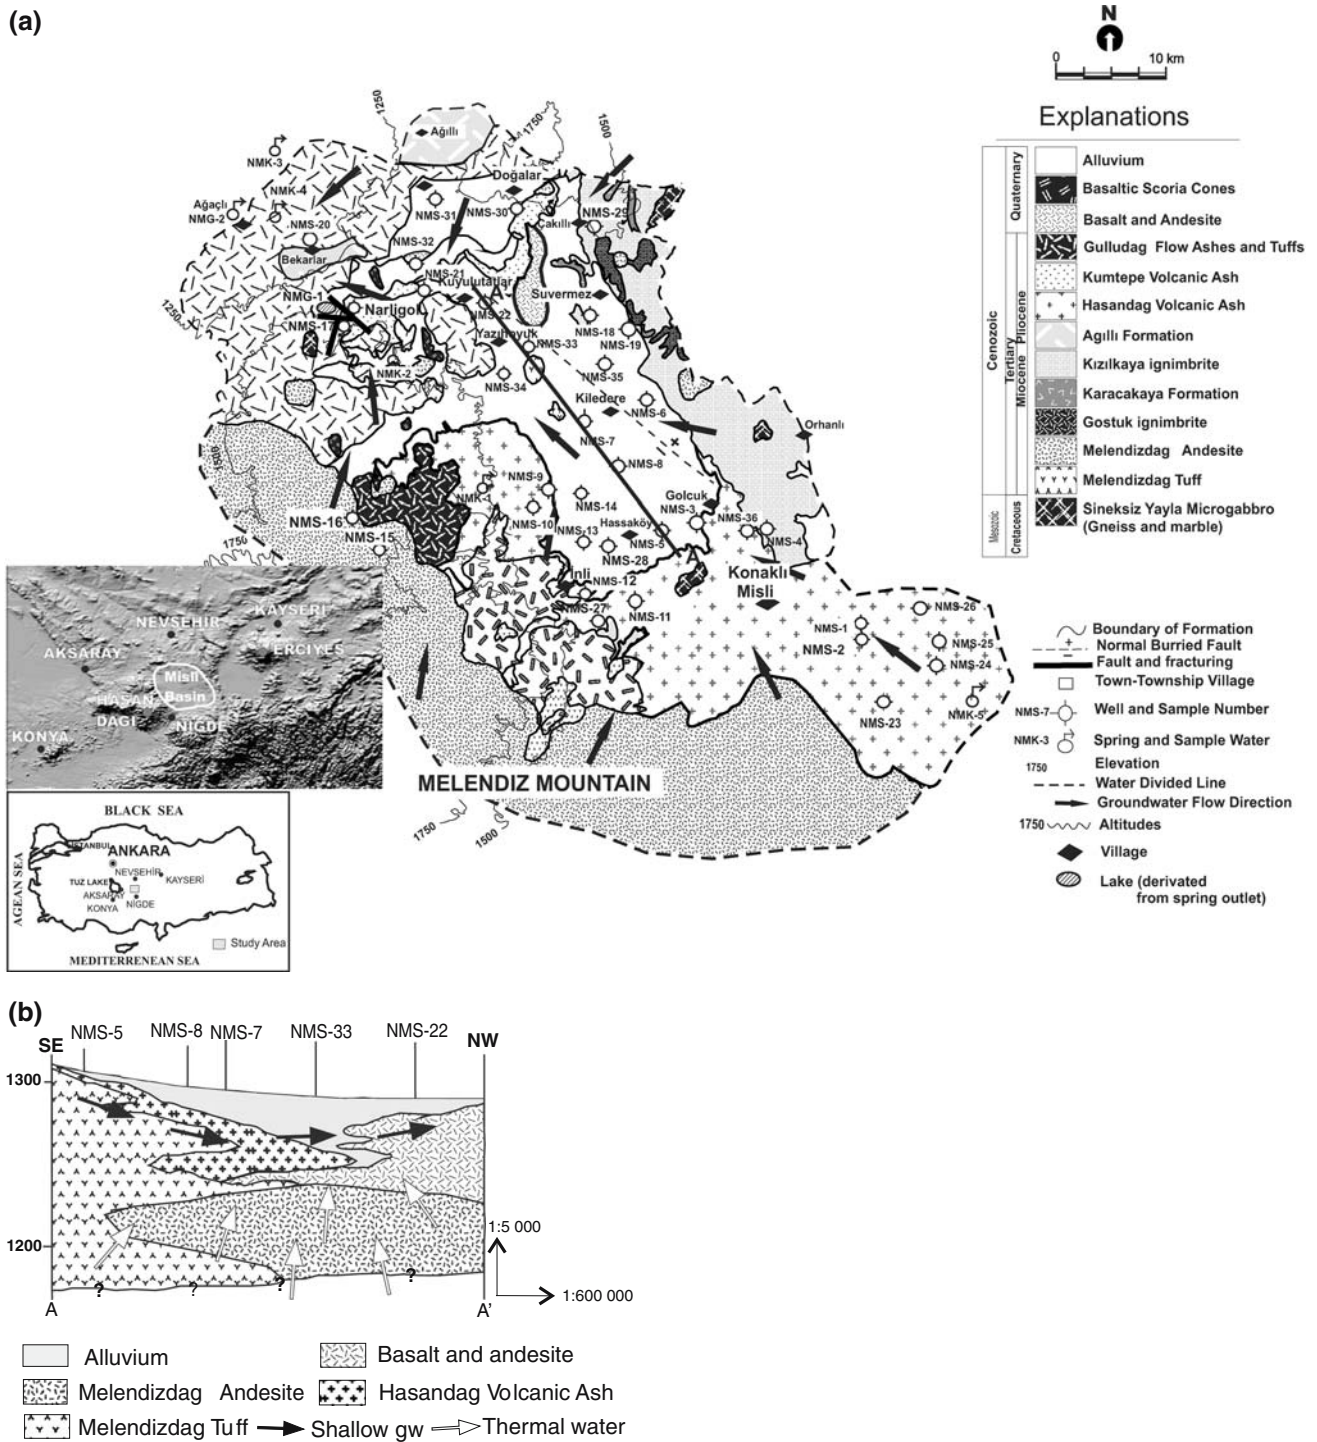 (a)
N
0 10 km
Explanations
Cenozoic
Mesozoic
Quaternary
Tertiary
Miocene Pliocene
Cretaceous
Alluvium
Basaltic Scoria Cones
Basalt and Andesite
Gulludag Flow Ashes and Tuffs
Kumtepe Volcanic Ash
Hasandag Volcanic Ash
Agıllı Formation
Kızılkaya ignimbrite
Karacakaya Formation
Gostuk ignimbrite
Melendizdag Andesite
Melendizdag Tuff
Sineksiz Yayla Microgabbro
(Gneiss and marble)
Boundary of Formation
Normal Burried Fault
Fault and fracturing
Town-Township Village
NMS-7 Well and Sample Number
NMK-3 Spring and Sample Water
1750 Elevation
Water Divided Line
Groundwater Flow Direction
1750 Altitudes
Village
Lake (derivated
from spring outlet)
1250
Ağıllı
1750
1500
NMK-3
NMK-4
Doğalar
Ağaçlı
NMG-2
NMS-31
NMS-30
NMS-29
Çakıllı
NMS-20
NMS-32
Bekarlar
NMS-21
Kuyulutatlar
A'
Suvermez
NMG-1
Narligol
NMS-22
1250
NMS-17
Yazıhoyuk
NMS-33
NMS-18
NMS-19
NMK-2
NMS-34
NMS-35
Kiledere
NMS-6
Orhanlı
NMS-7
1500
NMS-8
NMS-9
NMK-1
NMS-14
Golcuk
NMS-3
NMS-16
NMS-10
NMS-36
NMS-15
NMS-13
Hassaköy
NMS-5
NMS-4
1750
NMS-28
A
Inli
NMS-12
Konaklı
Misli
NMS-27
NMS-11
NMS-1
NMS-2
NMS-26
NMS-25
NMS-24
NMS-23
NMK-5
MELENDIZ MOUNTAIN
1750
1500
KAYSERI
NEVSEHIR
ERCIYES
AKSARAY
Misli
Basin
HASAN
DAGI
NIGDE
KONYA
BLACK SEA
ISTANBUL
ANKARA
NEVŞEHİR
KAYSERİ
TUZ LAKE
AKSARAY
KONYA
NİGDE
AGEAN SEA
Study Area
MEDITERRENEAN SEA
(b)
SE
NMS-5
NMS-8
NMS-7
NMS-33
NMS-22
NW
1300
1200
1:5 000
1:600 000
? ? ? ?
A
A'
Alluvium
Basalt and andesite
Melendizdag Andesite
Hasandag Volcanic Ash
Melendizdag Tuff
Shallow gw
Thermal water